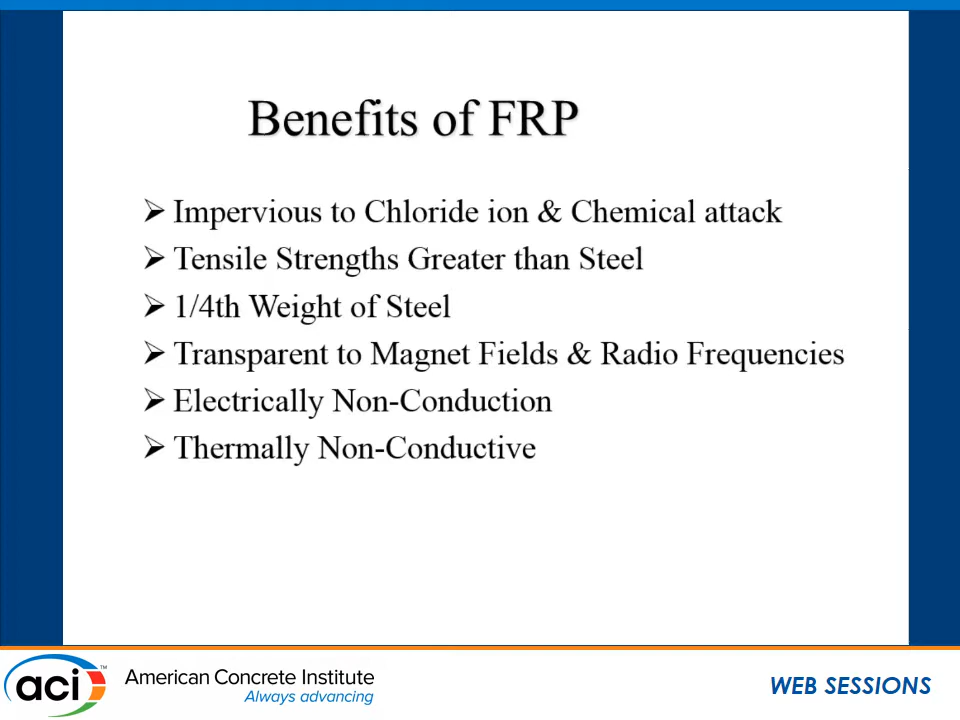 Benefits of FRP
➢ Impervious to Chloride ion & Chemical attack
➢ Tensile Strengths Greater than Steel
➢ 1/4th Weight of Steel
➢ Transparent to Magnet Fields & Radio Frequencies
➢ Electrically Non-Conduction
➢ Thermally Non-Conductive
aci™
American Concrete Institute
Always advancing
WEB SESSIONS